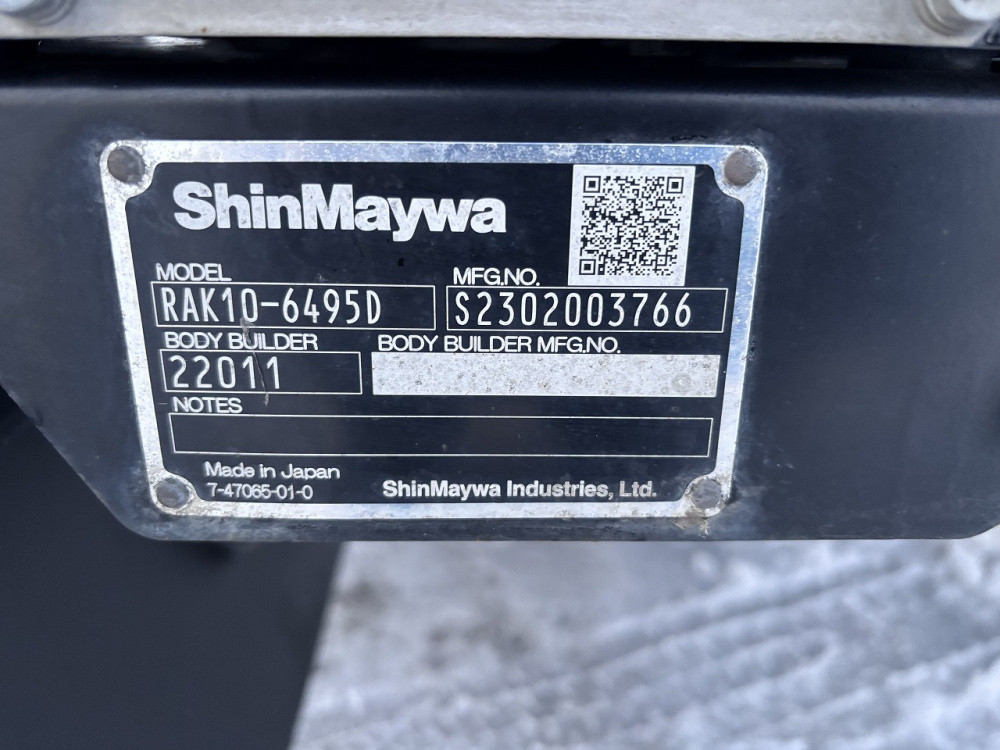 ShinMaywa
MODEL
RAK10-6495D
MFG.NO.
S2302003766
BODY BUILDER
22011
BODY BUILDER MFG.NO.
NOTES
Made in Japan
7-47065-01-0
ShinMaywa Industries, Ltd.